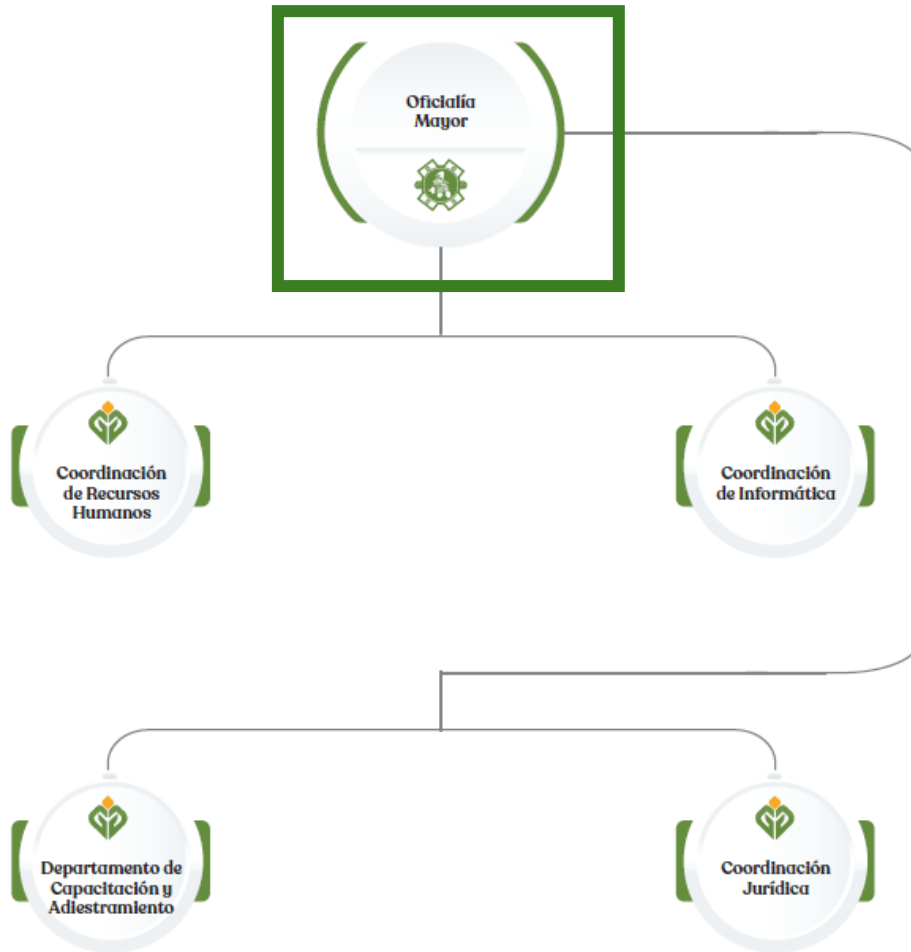 Oficialía
Mayor
Coordinación
de Recursos
Humanos
Coordinación
de Informática
Departamento de
Capacitación y
Adiestramiento
Coordinación
Jurídica